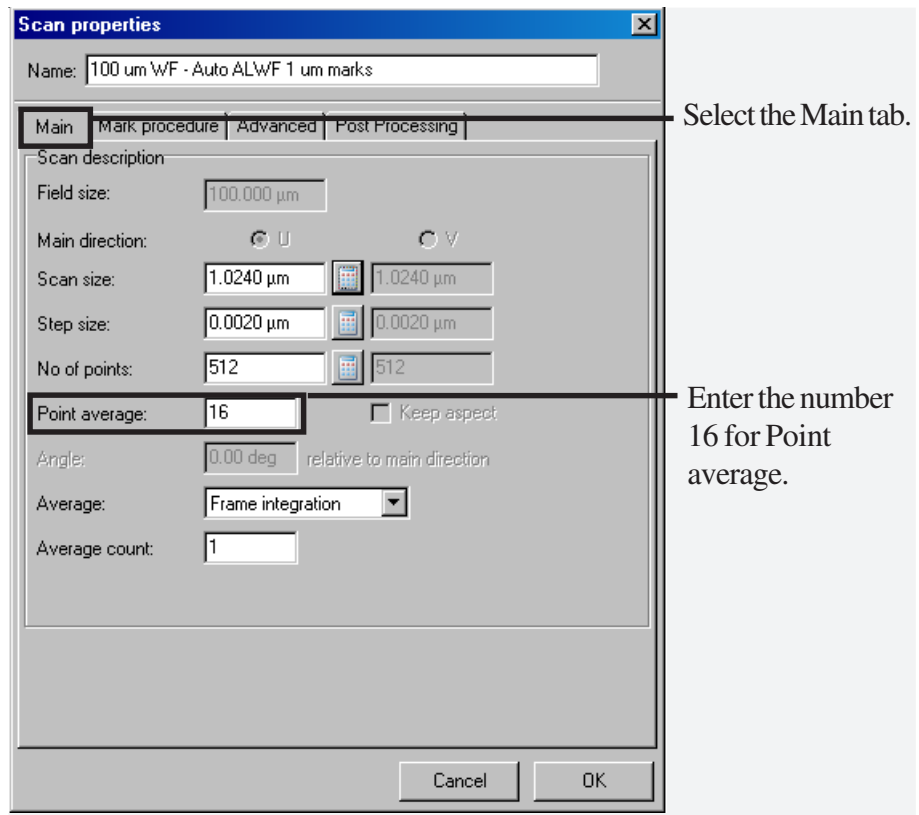 Scan properties
Name: 100 um WF - Auto ALWF 1 um marks
Main Mark procedure Advanced Post Processing
Select the Main tab.
Scan description
Field size: 100.000 µm
Main direction: U V
Scan size: 1.0240 µm 1.0240 µm
Step size: 0.0020 µm 0.0020 µm
No of points: 512 512
Point average: 16 Keep aspect
Enter the number
16 for Point
average.
Angle: 0.00 deg relative to main direction
Average: Frame integration
Average count: 1
Cancel OK